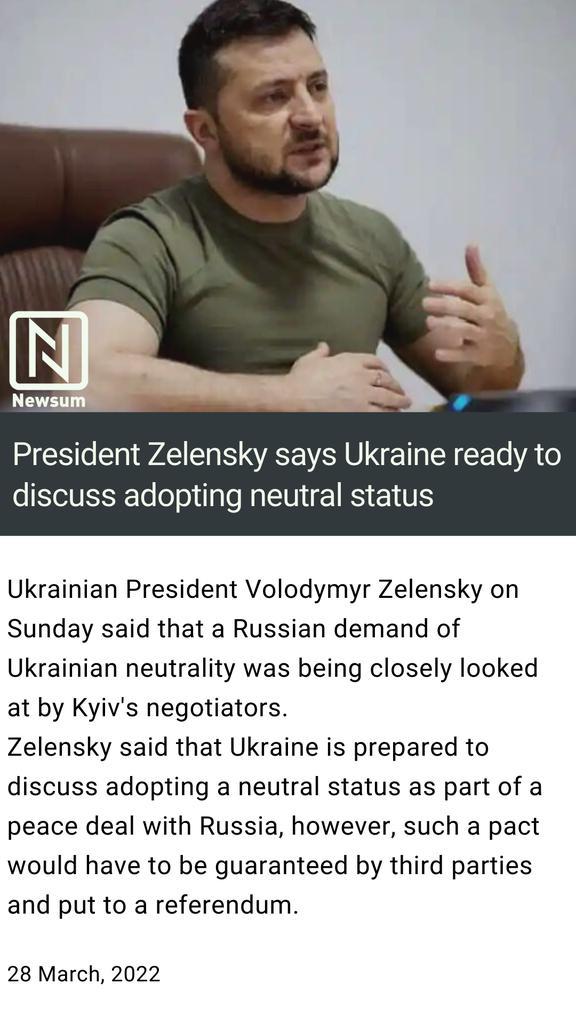 N
Newsum
President Zelensky says Ukraine ready to
discuss adopting neutral status
Ukrainian President Volodymyr Zelensky on
Sunday said that a Russian demand of
Ukrainian neutrality was being closely looked
at by Kyiv's negotiators.
Zelensky said that Ukraine is prepared to
discuss adopting a neutral status as part of a
peace deal with Russia, however, such a pact
would have to be guaranteed by third parties
and put to a referendum.
28 March, 2022